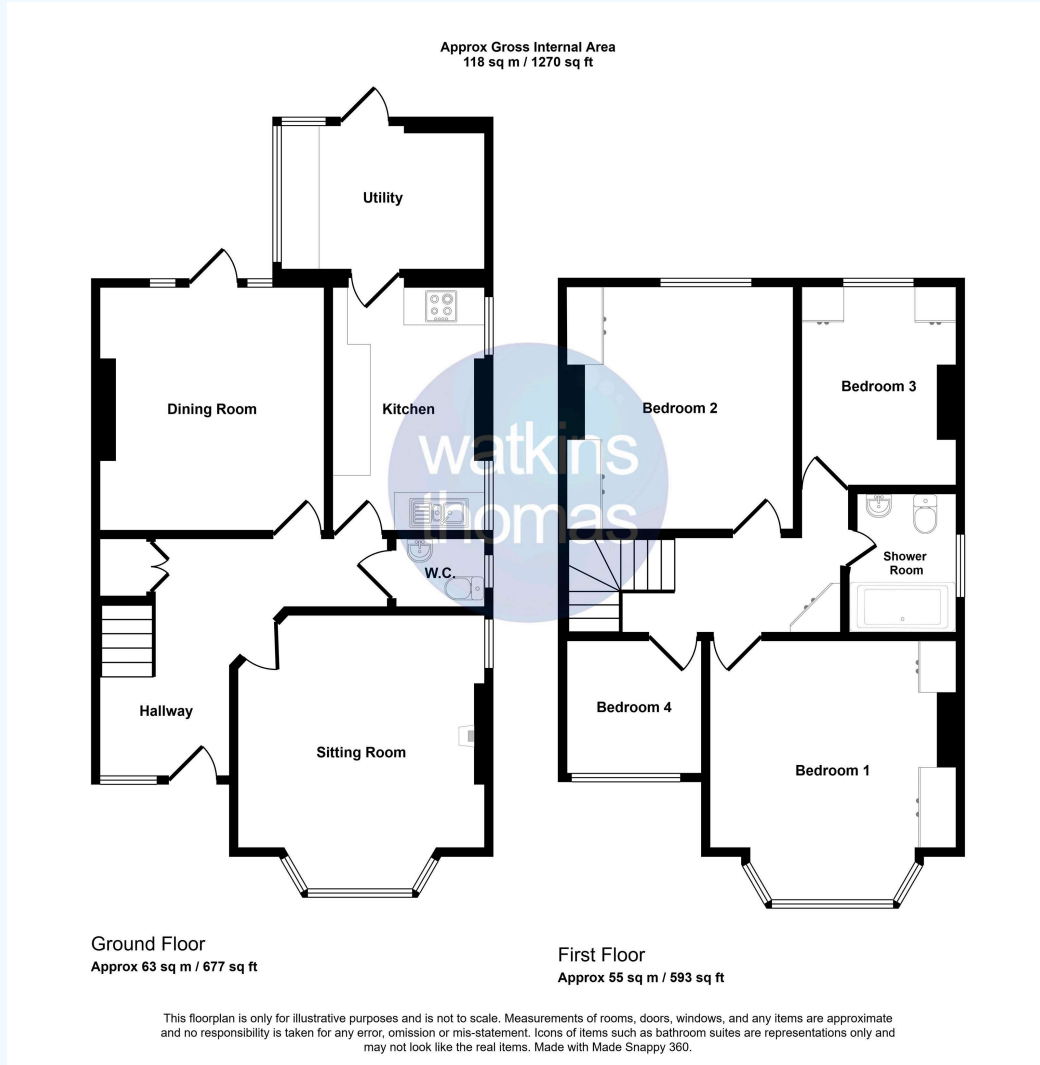 Approx Gross Internal Area
118 sq m / 1270 sq ft
Utility
Dining Room
Kitchen
W.C.
Hallway
Sitting Room
Bedroom 2
Bedroom 3
Shower
Room
Bedroom 4
Bedroom 1
watkins
thomas
Ground Floor
Approx 63 sq m / 677 sq ft
First Floor
Approx 55 sq m / 593 sq ft
This floorplan is only for illustrative purposes and is not to scale. Measurements of rooms, doors, windows, and any items are approximate
and no responsibility is taken for any error, omission or mis-statement. Icons of items such as bathroom suites are representations only and
may not look like the real items. Made with Made Snappy 360.